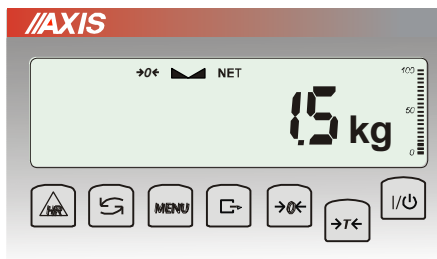 //AXIS
→0← NET 100
1.5 kg 50
0
HR MENU →0← →T← I/⏻